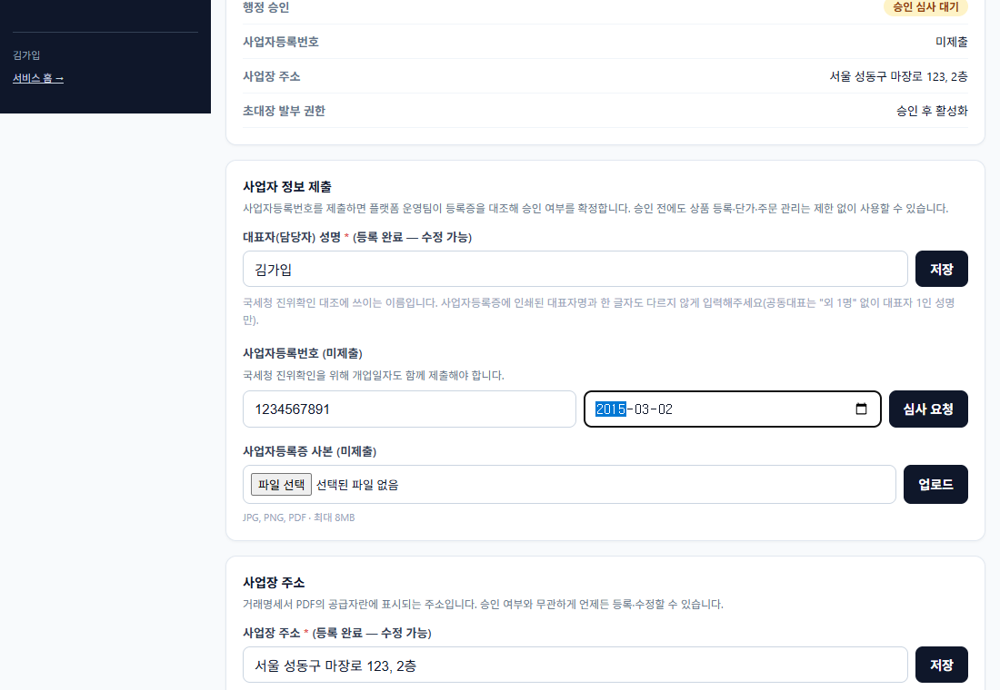 행정 승인
승인 심사 대기
김가입
서비스 홈 →
사업자등록번호
미제출
사업장 주소
서울 성동구 마장로 123, 2층
초대장 발부 권한
승인 후 활성화
사업자 정보 제출
사업자등록번호를 제출하면 플랫폼 운영팀이 등록증을 대조해 승인 여부를 확정합니다. 승인 전에도 상품 등록·단가·주문 관리는 제한 없이 사용할 수 있습니다.
대표자(담당자) 성명 * (등록 완료 — 수정 가능)
김가입
저장
국세청 진위확인 대조에 쓰이는 이름입니다. 사업자등록증에 인쇄된 대표자명과 한 글자도 다르지 않게 입력해주세요(공동대표는 "외 1명" 없이 대표자 1인 성명
만).
사업자등록번호 (미제출)
국세청 진위확인을 위해 개업일자도 함께 제출해야 합니다.
1234567891
2015-03-02
심사 요청
사업자등록증 사본 (미제출)
파일 선택 선택된 파일 없음
업로드
JPG, PNG, PDF · 최대 8MB
사업장 주소
거래명세서 PDF의 공급자란에 표시되는 주소입니다. 승인 여부와 무관하게 언제든 등록·수정할 수 있습니다.
사업장 주소 * (등록 완료 — 수정 가능)
서울 성동구 마장로 123, 2층
저장